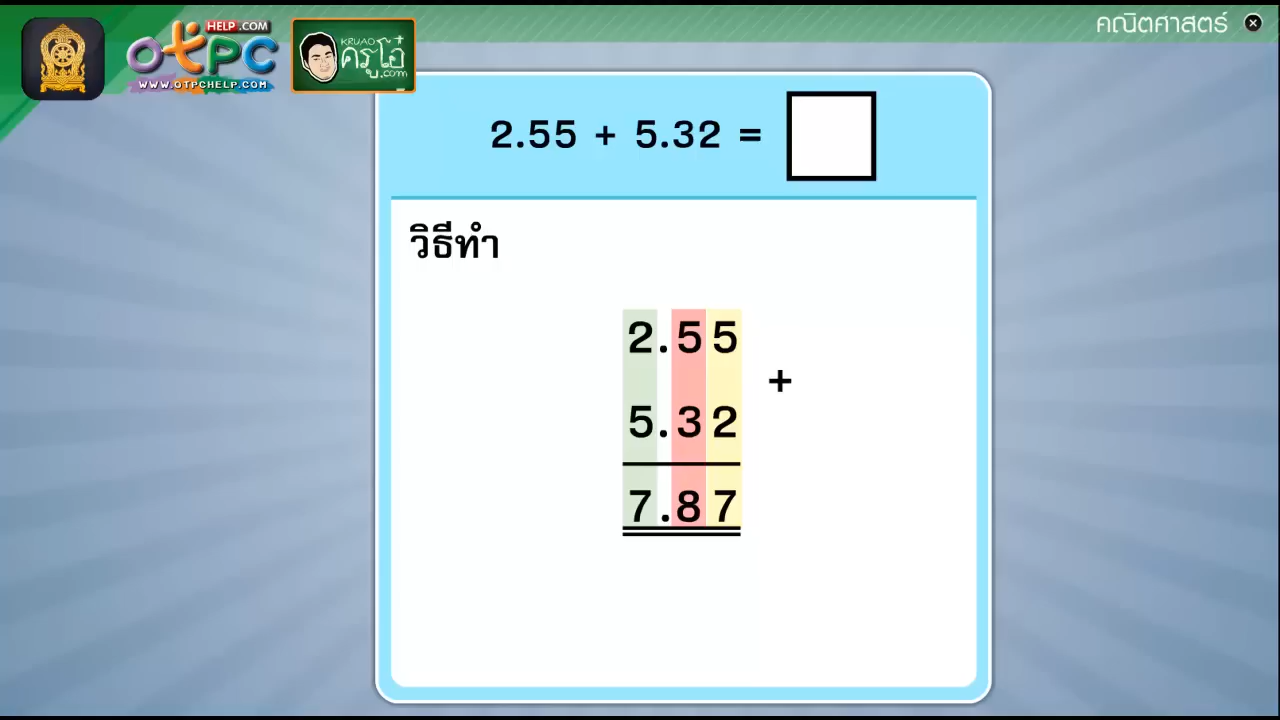 คณิตศาสตร์
HELP.COM
OTPC
WWW.OTPCHELP.COM
KRUAO
ครูโอ๋
.com
2.55 + 5.32 =
วิธีทำ
2.55
+
5.32
7.87